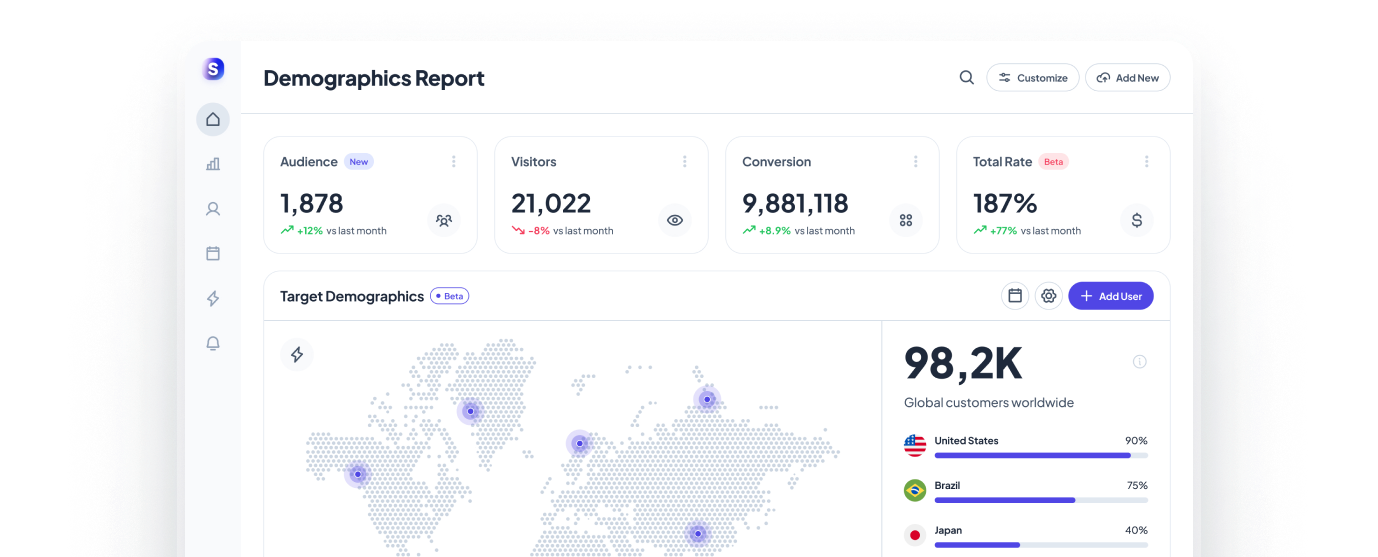 S
Demographics Report
Customize
Add New
Audience New
1,878
+12% vs last month
Visitors
21,022
-8% vs last month
Conversion
9,881,118
+8.9% vs last month
Total Rate Beta
187%
$
+77% vs last month
Target Demographics Beta
Add User
98,2K
Global customers worldwide
United States 90%
Brazil 75%
Japan 40%